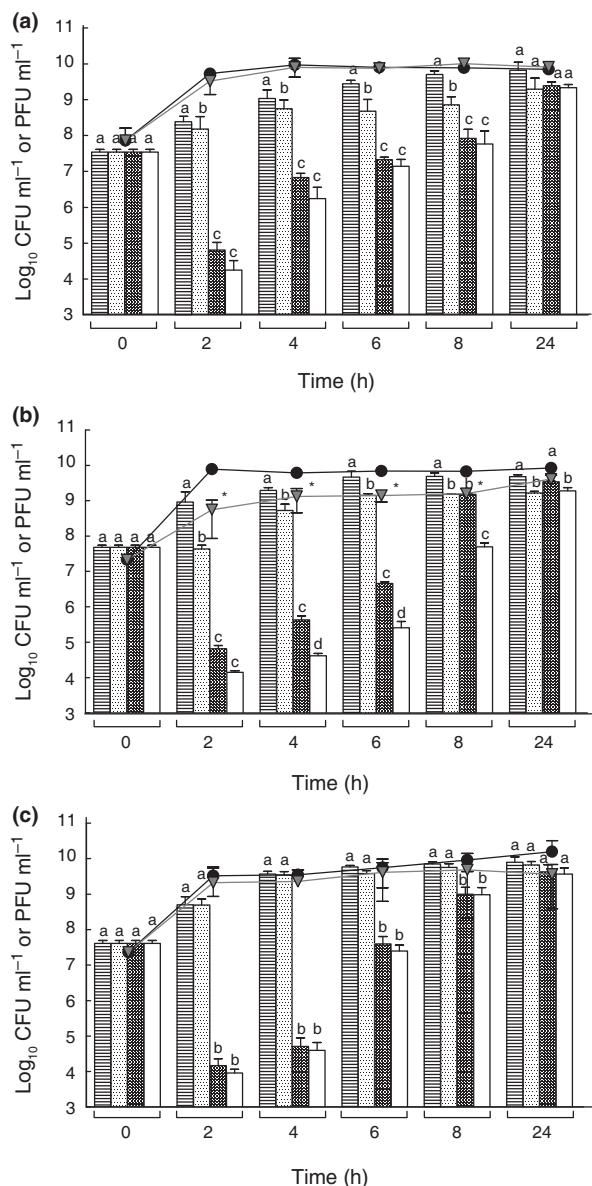 (a)
Log₁₀ CFU ml⁻¹ or PFU ml⁻¹
11
10
9
8
7
6
5
4
3
a a a a
a b c c
a b c c
a b c c
a b c c
a a a a
0 2 4 6 8 24
Time (h)
(b)
Log₁₀ CFU ml⁻¹ or PFU ml⁻¹
11
10
9
8
7
6
5
4
3
a a a a
a b c c *
a b c d *
a b c d *
a b b c *
a b a b
0 2 4 6 8 24
Time (h)
(c)
Log₁₀ CFU ml⁻¹ or PFU ml⁻¹
11
10
9
8
7
6
5
4
3
a a a a
a a b b
a a b b
a a b b
a a b b
a a a a
0 2 4 6 8 24
Time (h)